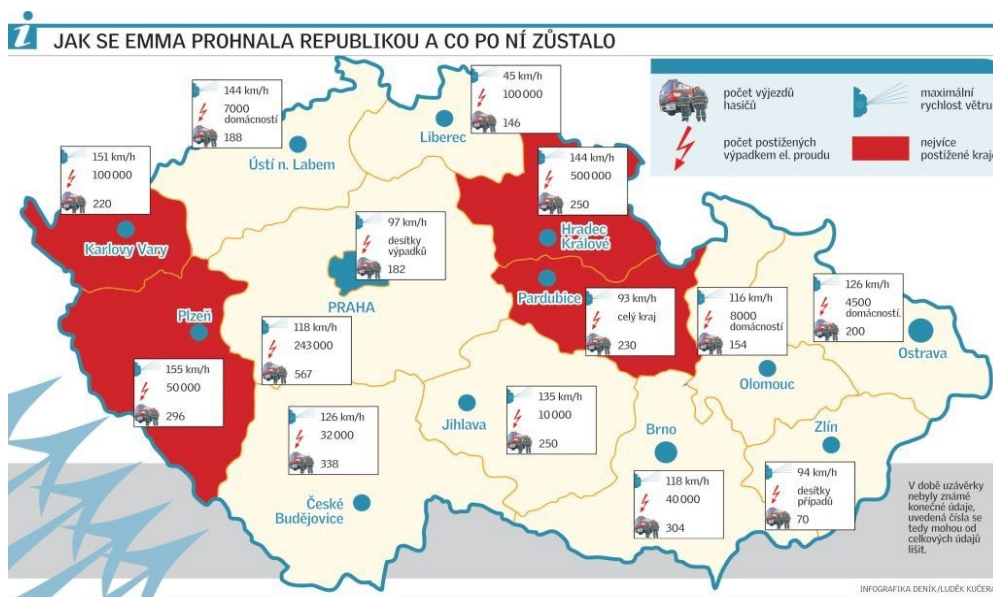 i
JAK SE EMMA PROHNALA REPUBLIKOU A CO PO NÍ ZŮSTALO
počet výjezdů
hasičů
maximální
rychlost větru
počet postižených
výpadkem el. proudu
nejvíce
postižené kraje
144 km/h
7000
domácností
188
Ústí n. Labem
45 km/h
100 000
146
Liberec
151 km/h
100 000
220
Karlovy Vary
144 km/h
500 000
250
Hradec
Králové
97 km/h
desítky
výpadků
182
PRAHA
Pardubice
93 km/h
celý kraj
230
116 km/h
8000
domácností
154
Olomouc
126 km/h
4500
domácností.
200
Ostrava
Plzeň
155 km/h
50 000
296
118 km/h
243 000
567
126 km/h
32 000
338
České
Budějovice
Jihlava
135 km/h
10 000
250
Brno
118 km/h
40 000
304
Zlín
94 km/h
desítky
případů
70
V době uzávěrky
nebyly známé
konečné údaje,
uvedená čísla se
tedy mohou od
celkových údajů
lišit.
INFOGRAFIKA DENÍK/LUDĚK KUČERA